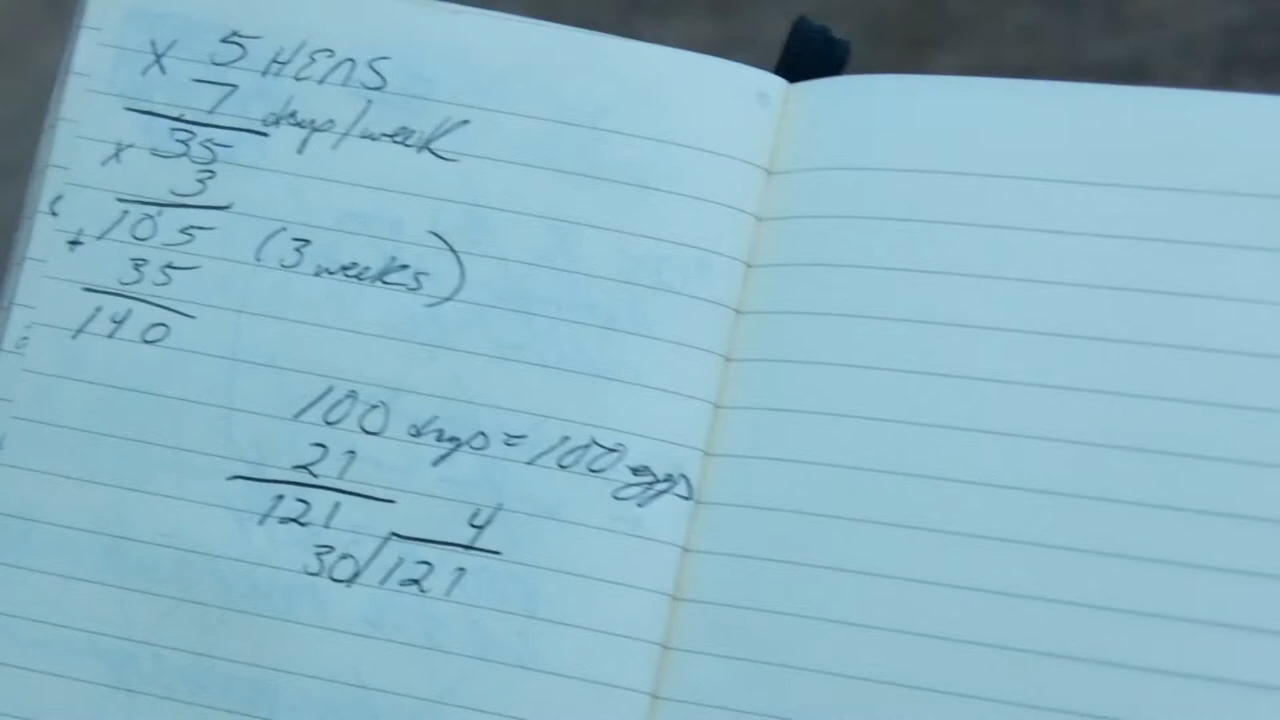 x 5 HENS
7 days/week
x 35
3
105 (3 weeks)
+ 35
140
100 days = 100 eggs
21
121
4
30 121